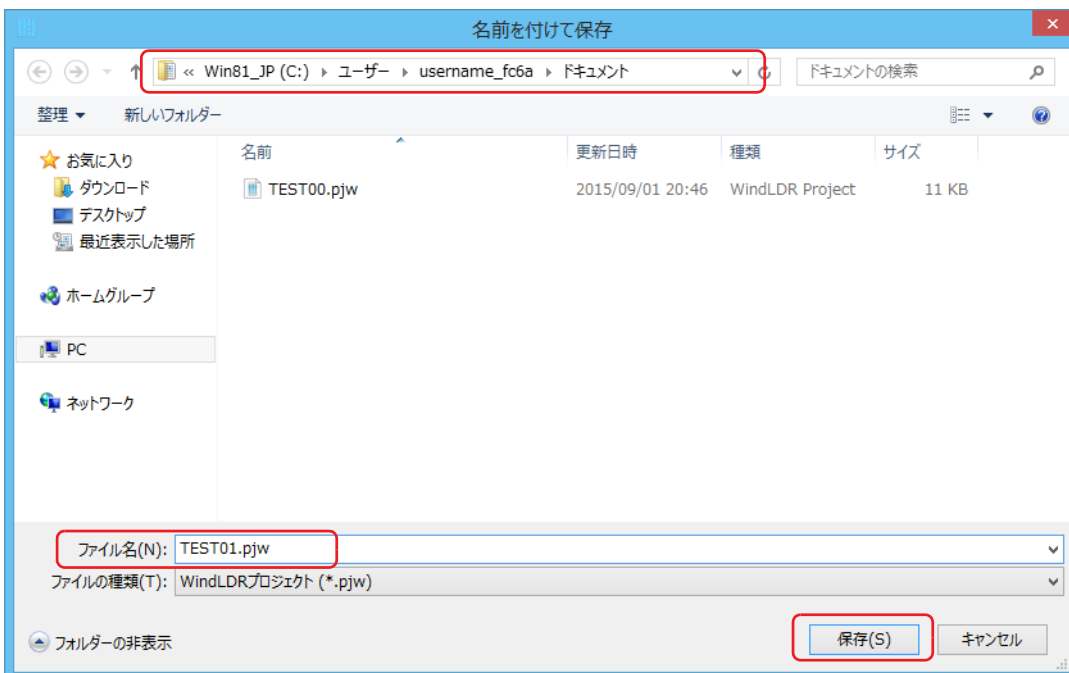 名前を付けて保存
« Win81_JP (C:) ▸ ユーザー ▸ username_fc6a ▸ ドキュメント
ドキュメントの検索
整理 ▼ 新しいフォルダー
名前 更新日時 種類 サイズ
お気に入り
TEST00.pjw 2015/09/01 20:46 WindLDR Project 11 KB
ダウンロード
デスクトップ
最近表示した場所
ホームグループ
PC
ネットワーク
ファイル名(N): TEST01.pjw
ファイルの種類(T): WindLDRプロジェクト (*.pjw)
フォルダーの非表示 保存(S) キャンセル